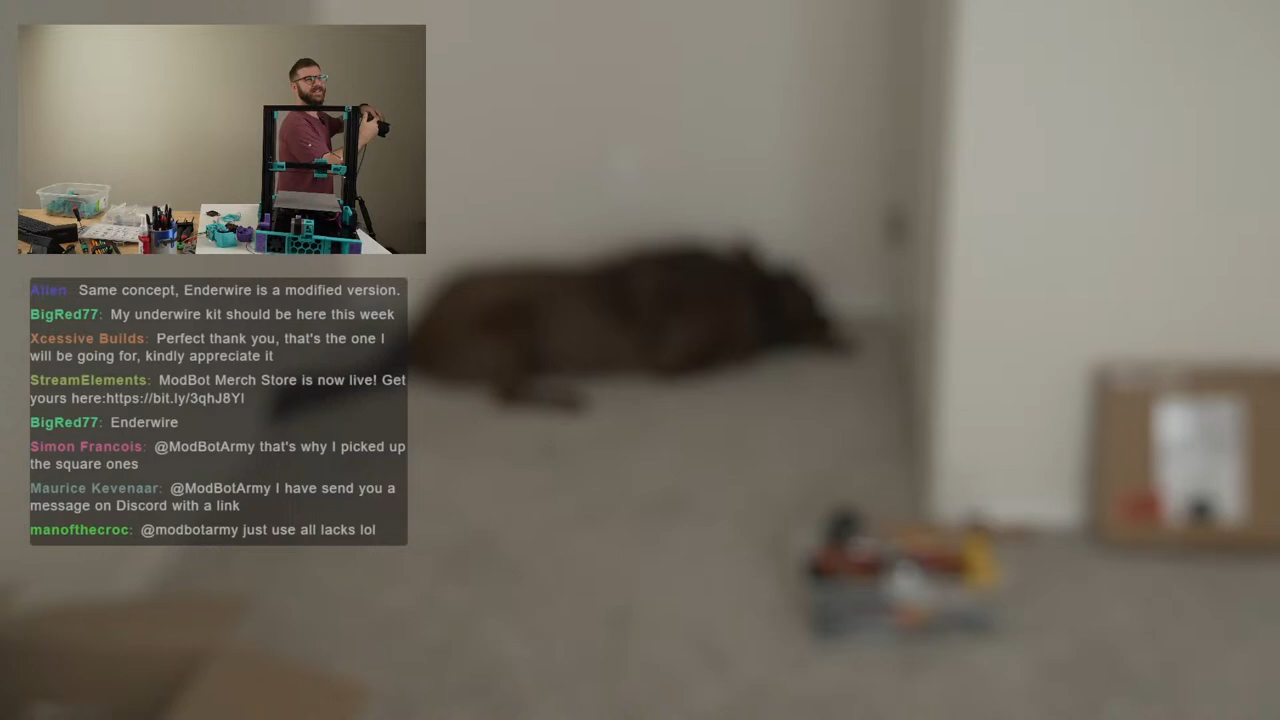 Alien Same concept, Enderwire is a modified version.
BigRed77: My underwire kit should be here this week
Xcessive Builds: Perfect thank you, that's the one I
will be going for, kindly appreciate it
StreamElements: ModBot Merch Store is now live! Get
yours here:https://bit.ly/3qhJ8Yl
BigRed77: Enderwire
Simon Francois: @ModBotArmy that's why I picked up
the square ones
Maurice Kevenaar: @ModBotArmy I have send you a
message on Discord with a link
manofthecroc: @modbotarmy just use all lacks lol